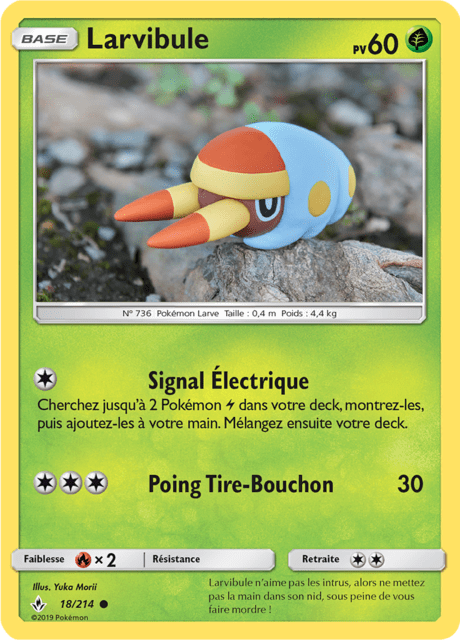 BASE Larvibule PV60
N° 736 Pokémon Larve Taille : 0,4 m Poids : 4,4 kg
Signal Électrique
Cherchez jusqu'à 2 Pokémon dans votre deck, montrez-les,
puis ajoutez-les à votre main. Mélangez ensuite votre deck.
Poing Tire-Bouchon 30
Faiblesse × 2 Résistance Retraite
Illus. Yuka Morii
18/214
©2019 Pokémon
Larvibule n'aime pas les intrus, alors ne mettez
pas la main dans son nid, sous peine de vous
faire mordre !